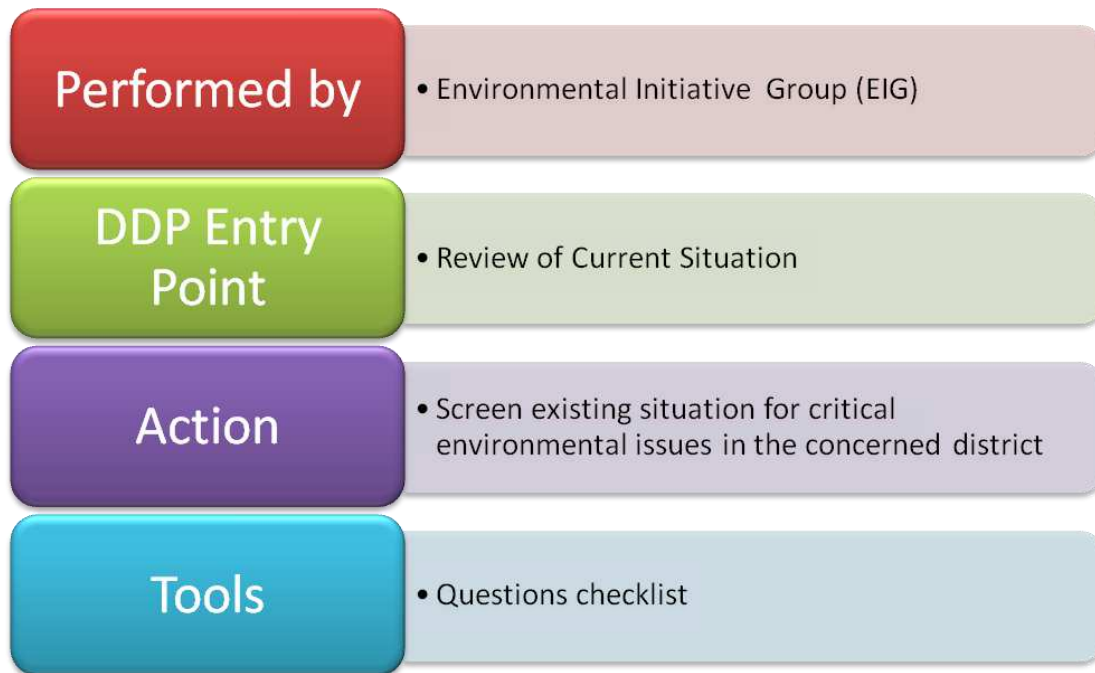 Performed by
• Environmental Initiative Group (EIG)
DDP Entry
Point
• Review of Current Situation
Action
• Screen existing situation for critical
environmental issues in the concerned district
Tools
• Questions checklist